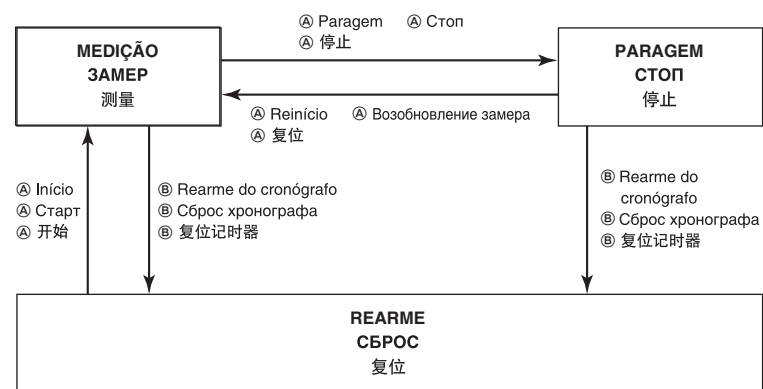 Ⓐ Paragem Ⓐ Стоп
Ⓐ 停止
MEDIÇÃO
ЗАМЕР
测量
PARAGEM
СТОП
停止
Ⓐ Reinício Ⓐ Возобновление замера
Ⓐ 复位
Ⓐ Início
Ⓐ Старт
Ⓐ 开始
Ⓑ Rearme do cronógrafo
Ⓑ Сброс хронографа
Ⓑ 复位记时器
Ⓑ Rearme do
cronógrafo
Ⓑ Сброс хронографа
Ⓑ 复位记时器
REARME
СБРОС
复位